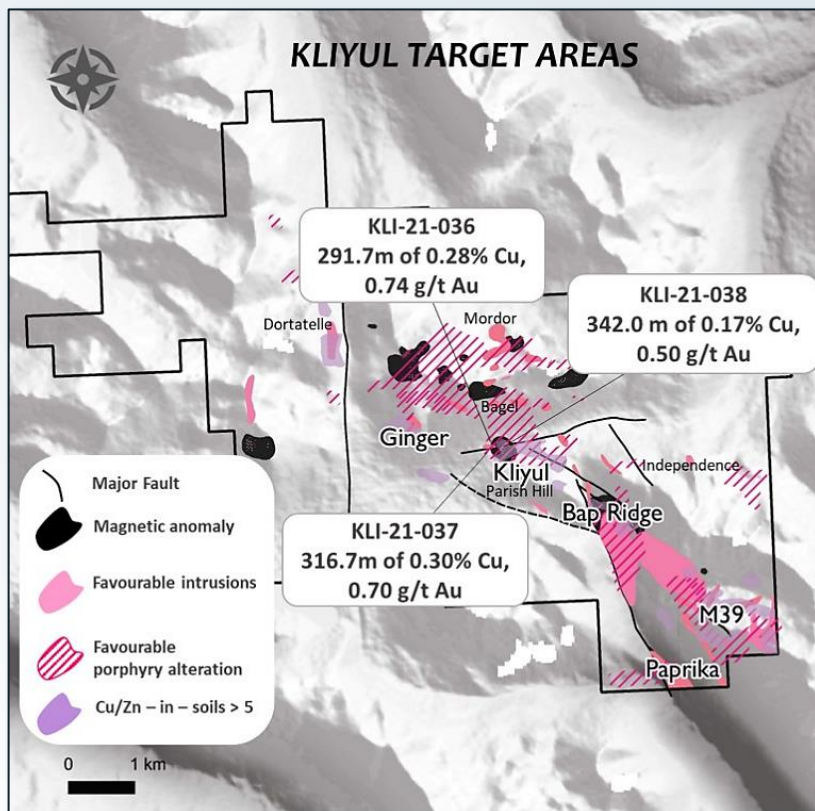 KLIYUL TARGET AREAS
KLI-21-036
291.7m of 0.28% Cu,
0.74 g/t Au
KLI-21-038
342.0 m of 0.17% Cu,
0.50 g/t Au
Mordor
Dortatelle
Bagel
Ginger
Kliyul
Parish Hill
Independence
Bap Ridge
KLI-21-037
316.7m of 0.30% Cu,
0.70 g/t Au
M39
Paprika
Major Fault
Magnetic anomaly
Favourable intrusions
Favourable
porphyry alteration
Cu/Zn – in – soils > 5
0 1 km